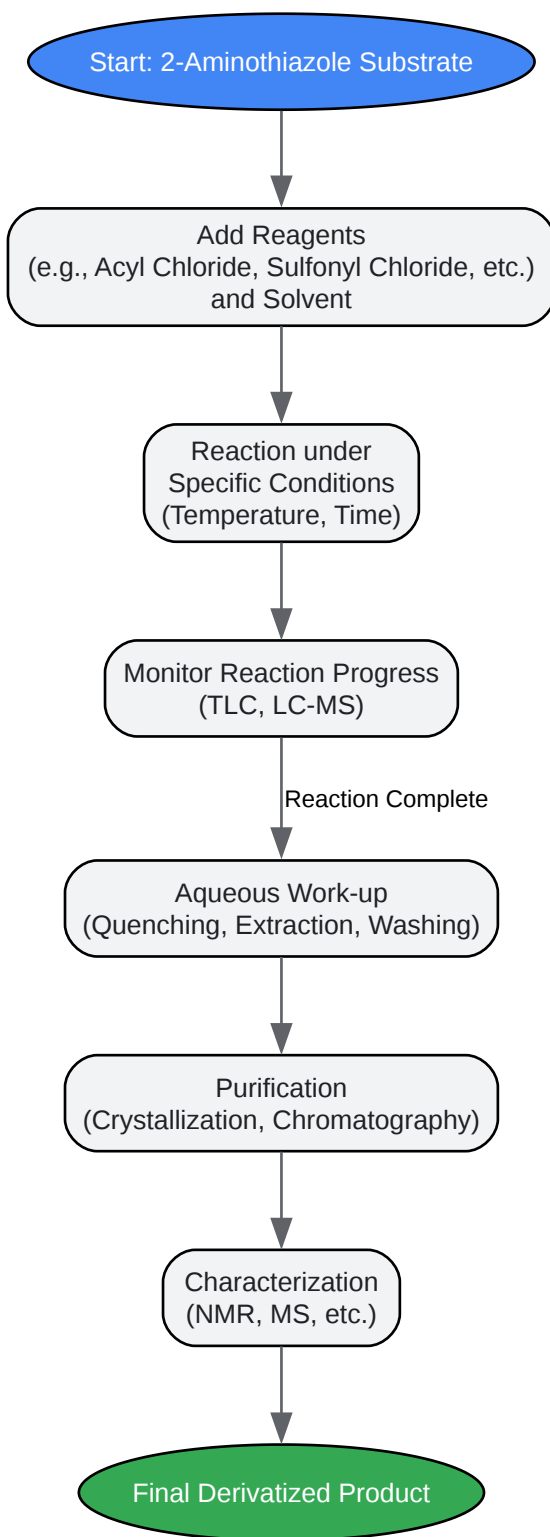 Start: 2-Aminothiazole Substrate
Add Reagents
(e.g., Acyl Chloride, Sulfonyl Chloride, etc.)
and Solvent
Reaction under
Specific Conditions
(Temperature, Time)
Monitor Reaction Progress
(TLC, LC-MS)
Reaction Complete
Aqueous Work-up
(Quenching, Extraction, Washing)
Purification
(Crystallization, Chromatography)
Characterization
(NMR, MS, etc.)
Final Derivatized Product